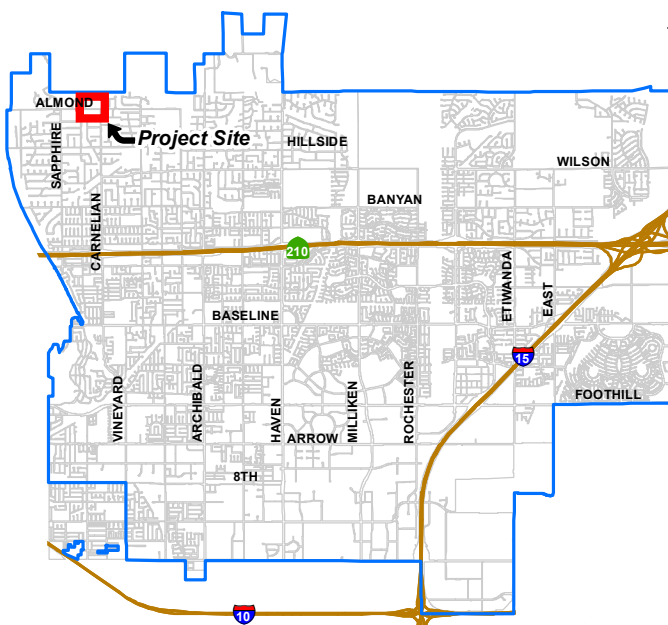 ALMOND
Project Site
HILLSIDE
WILSON
SAPPHIRE
BANYAN
CARNELIAN
210
ETIWANDA
EAST
BASELINE
15
VINEYARD
ARCHIBALD
HAVEN
MILLIKEN
ROCHESTER
FOOTHILL
ARROW
8TH
10